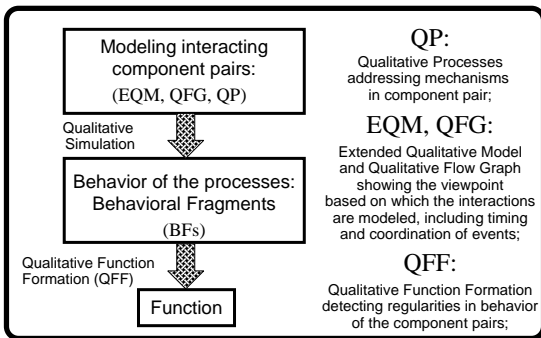 Modeling interacting
component pairs:
(EQM, QFG, QP)
Qualitative
Simulation
Behavior of the processes:
Behavioral Fragments
(BFs)
Qualitative Function
Formation (QFF)
Function
QP:
Qualitative Processes
addressing mechanisms
in component pair;
EQM, QFG:
Extended Qualitative Model
and Qualitative Flow Graph
showing the viewpoint
based on which the interactions
are modeled, including timing
and coordination of events;
QFF:
Qualitative Function Formation
detecting regularities in behavior
of the component pairs;